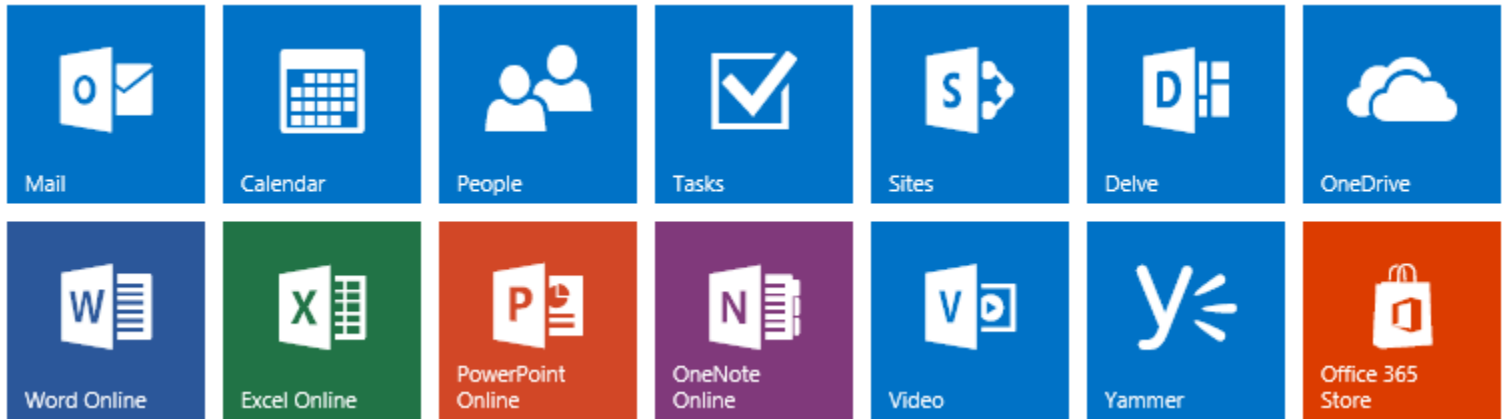 O
Mail
Calendar
People
Tasks
S
Sites
D
Delve
OneDrive
W
Word Online
X
Excel Online
P
PowerPoint
Online
N
OneNote
Online
V
Video
y
Yammer
Office 365
Store